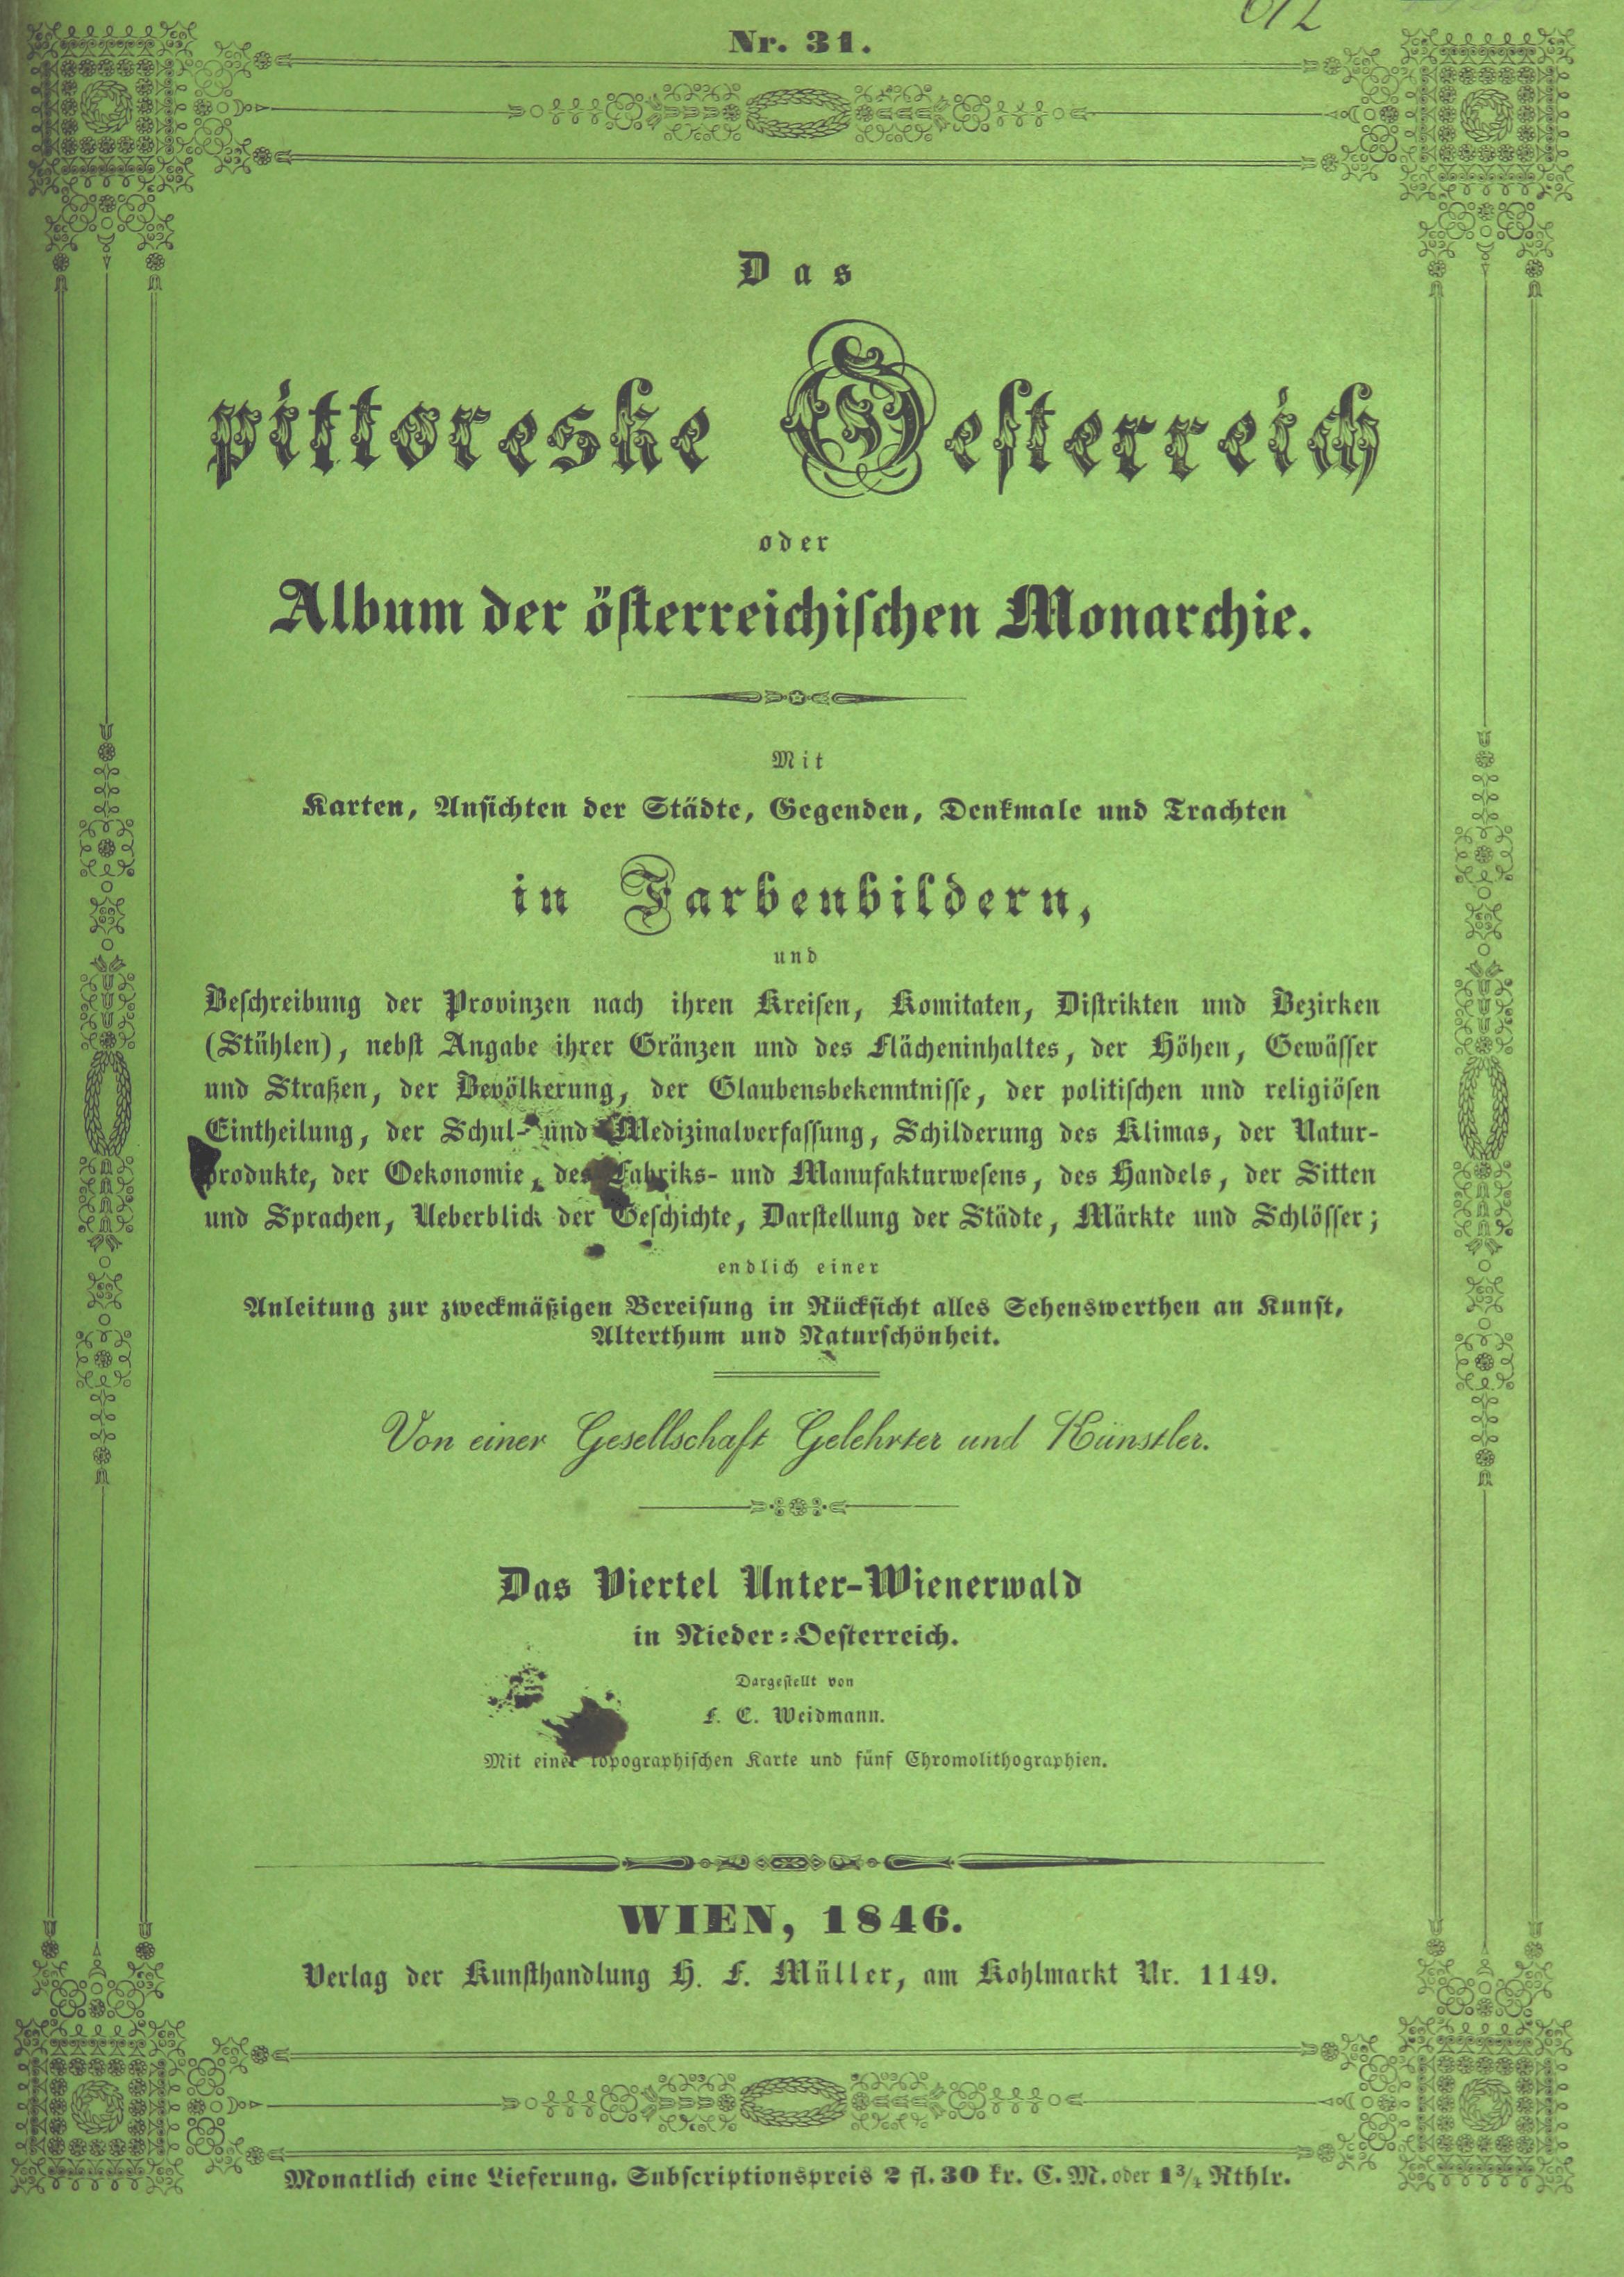 612
Nr. 31.
Das
pittoreske Oesterreich
oder
Album der österreichischen Monarchie.
Mit
Karten, Ansichten der Städte, Gegenden, Denkmale und Trachten
in Farbenbildern,
und
Beschreibung der Provinzen nach ihren Kreisen, Komitaten, Distrikten und Bezirken
(Stühlen), nebst Angabe ihrer Gränzen und des Flächeninhaltes, der Höhen, Gewässer
und Straßen, der Bevölkerung, der Glaubensbekenntnisse, der politischen und religiösen
Eintheilung, der Schul- und Medizinalverfassung, Schilderung des Klimas, der Natur-
produkte, der Oekonomie, des Fabriks- und Manufakturwesens, des Handels, der Sitten
und Sprachen, Ueberblick der Geschichte, Darstellung der Städte, Märkte und Schlösser;
endlich einer
Anleitung zur zweckmäßigen Bereisung in Rücksicht alles Sehenswerthen an Kunst,
Alterthum und Naturschönheit.
Von einer Gesellschaft Gelehrter und Künstler.
Das Viertel Unter-Wienerwald
in Nieder-Oesterreich.
Dargestellt von
F. C. Weidmann.
Mit einer topographischen Karte und fünf Chromolithographien.
WIEN, 1846.
Verlag der Kunsthandlung H. F. Müller, am Kohlmarkt Nr. 1149.
Monatlich eine Lieferung. Subscriptionspreis 2 fl. 30 kr. C. M. oder 1 3/4 Rthlr.